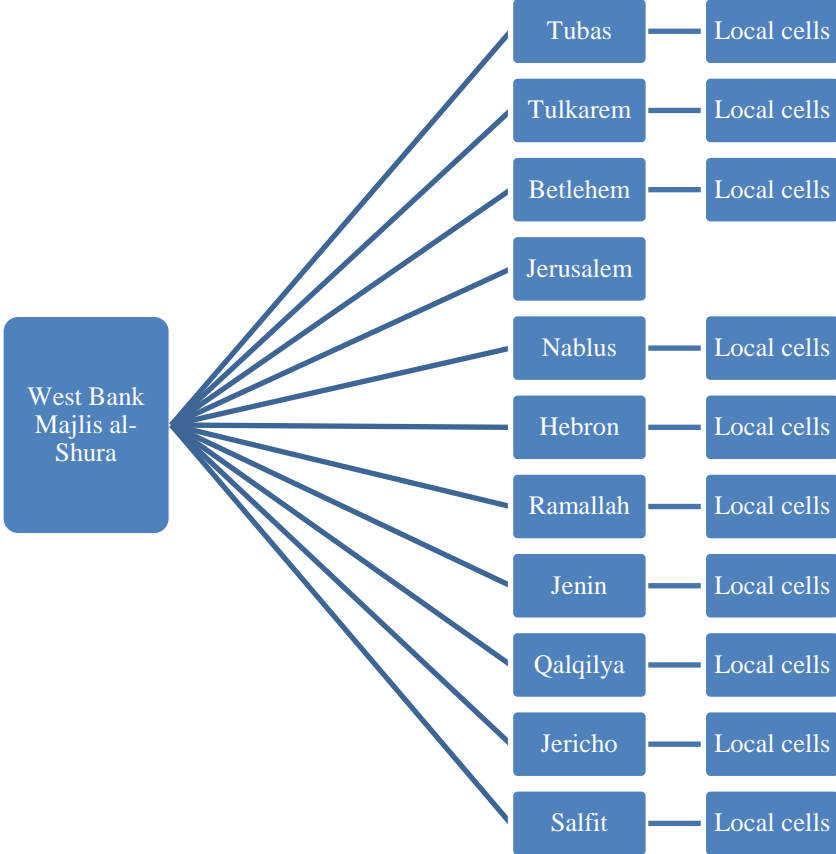 West Bank
Majlis al-
Shura
Tubas
Local cells
Tulkarem
Local cells
Betlehem
Local cells
Jerusalem
Nablus
Local cells
Hebron
Local cells
Ramallah
Local cells
Jenin
Local cells
Qalqilya
Local cells
Jericho
Local cells
Salfit
Local cells